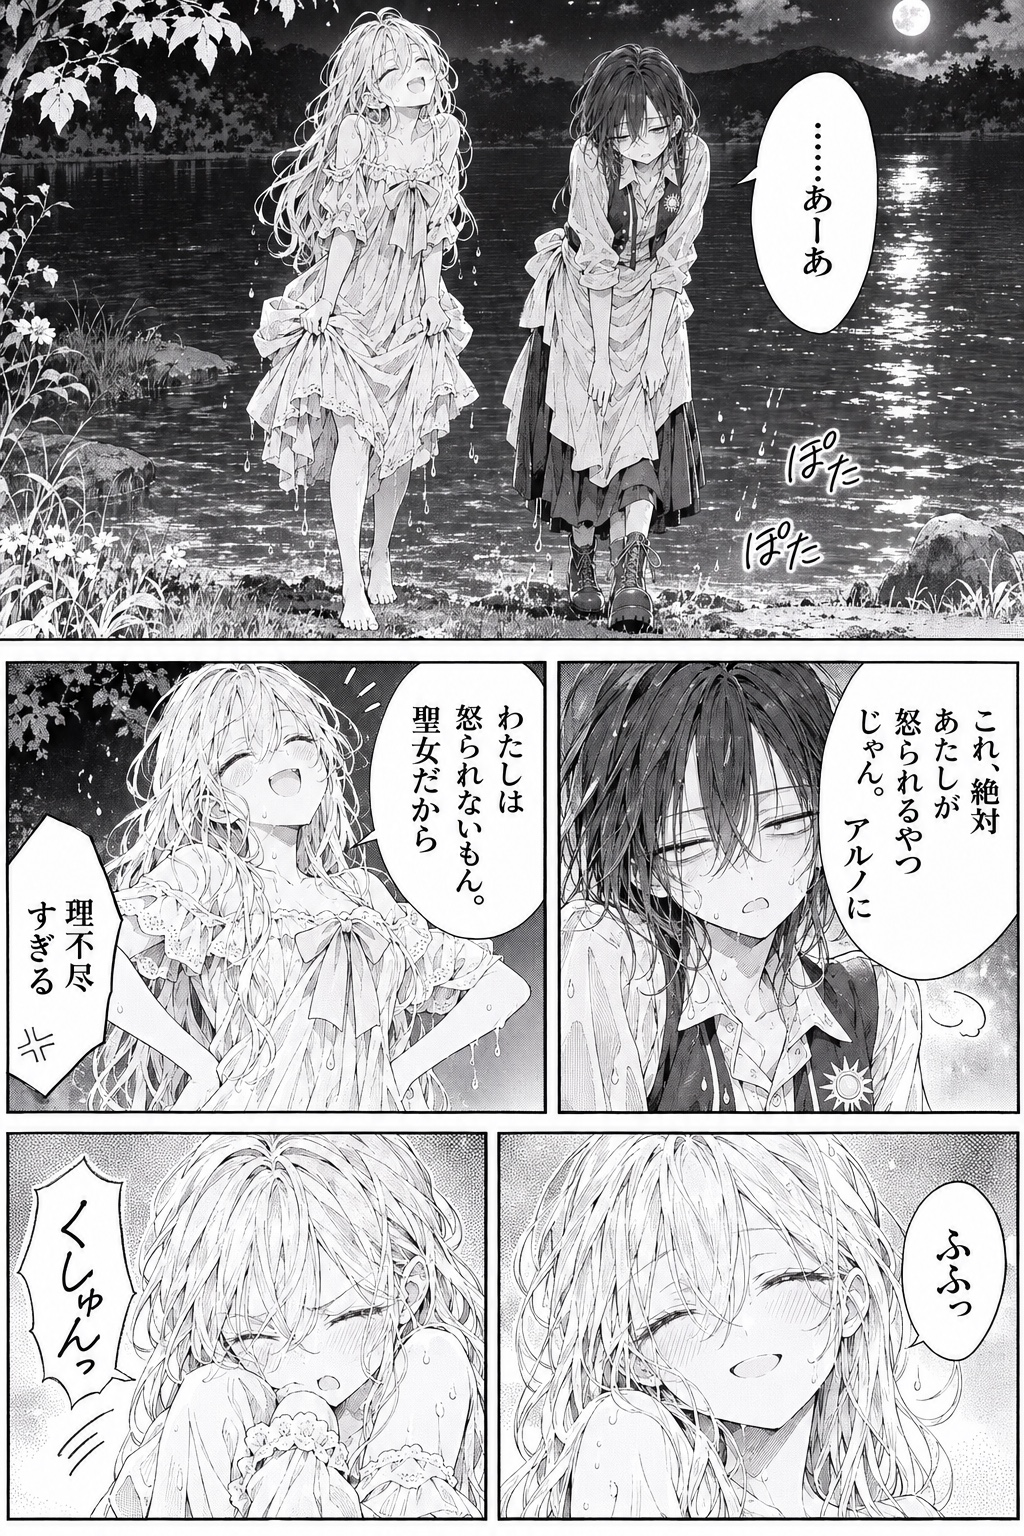 ……あーあ
ぽた
ぽた
これ、絶対
あたしが
怒られるやつ
じゃん。アルノに
わたしは
怒られないもん。
聖女だから
理不尽
すぎる
ふふっ
くしゅんっ